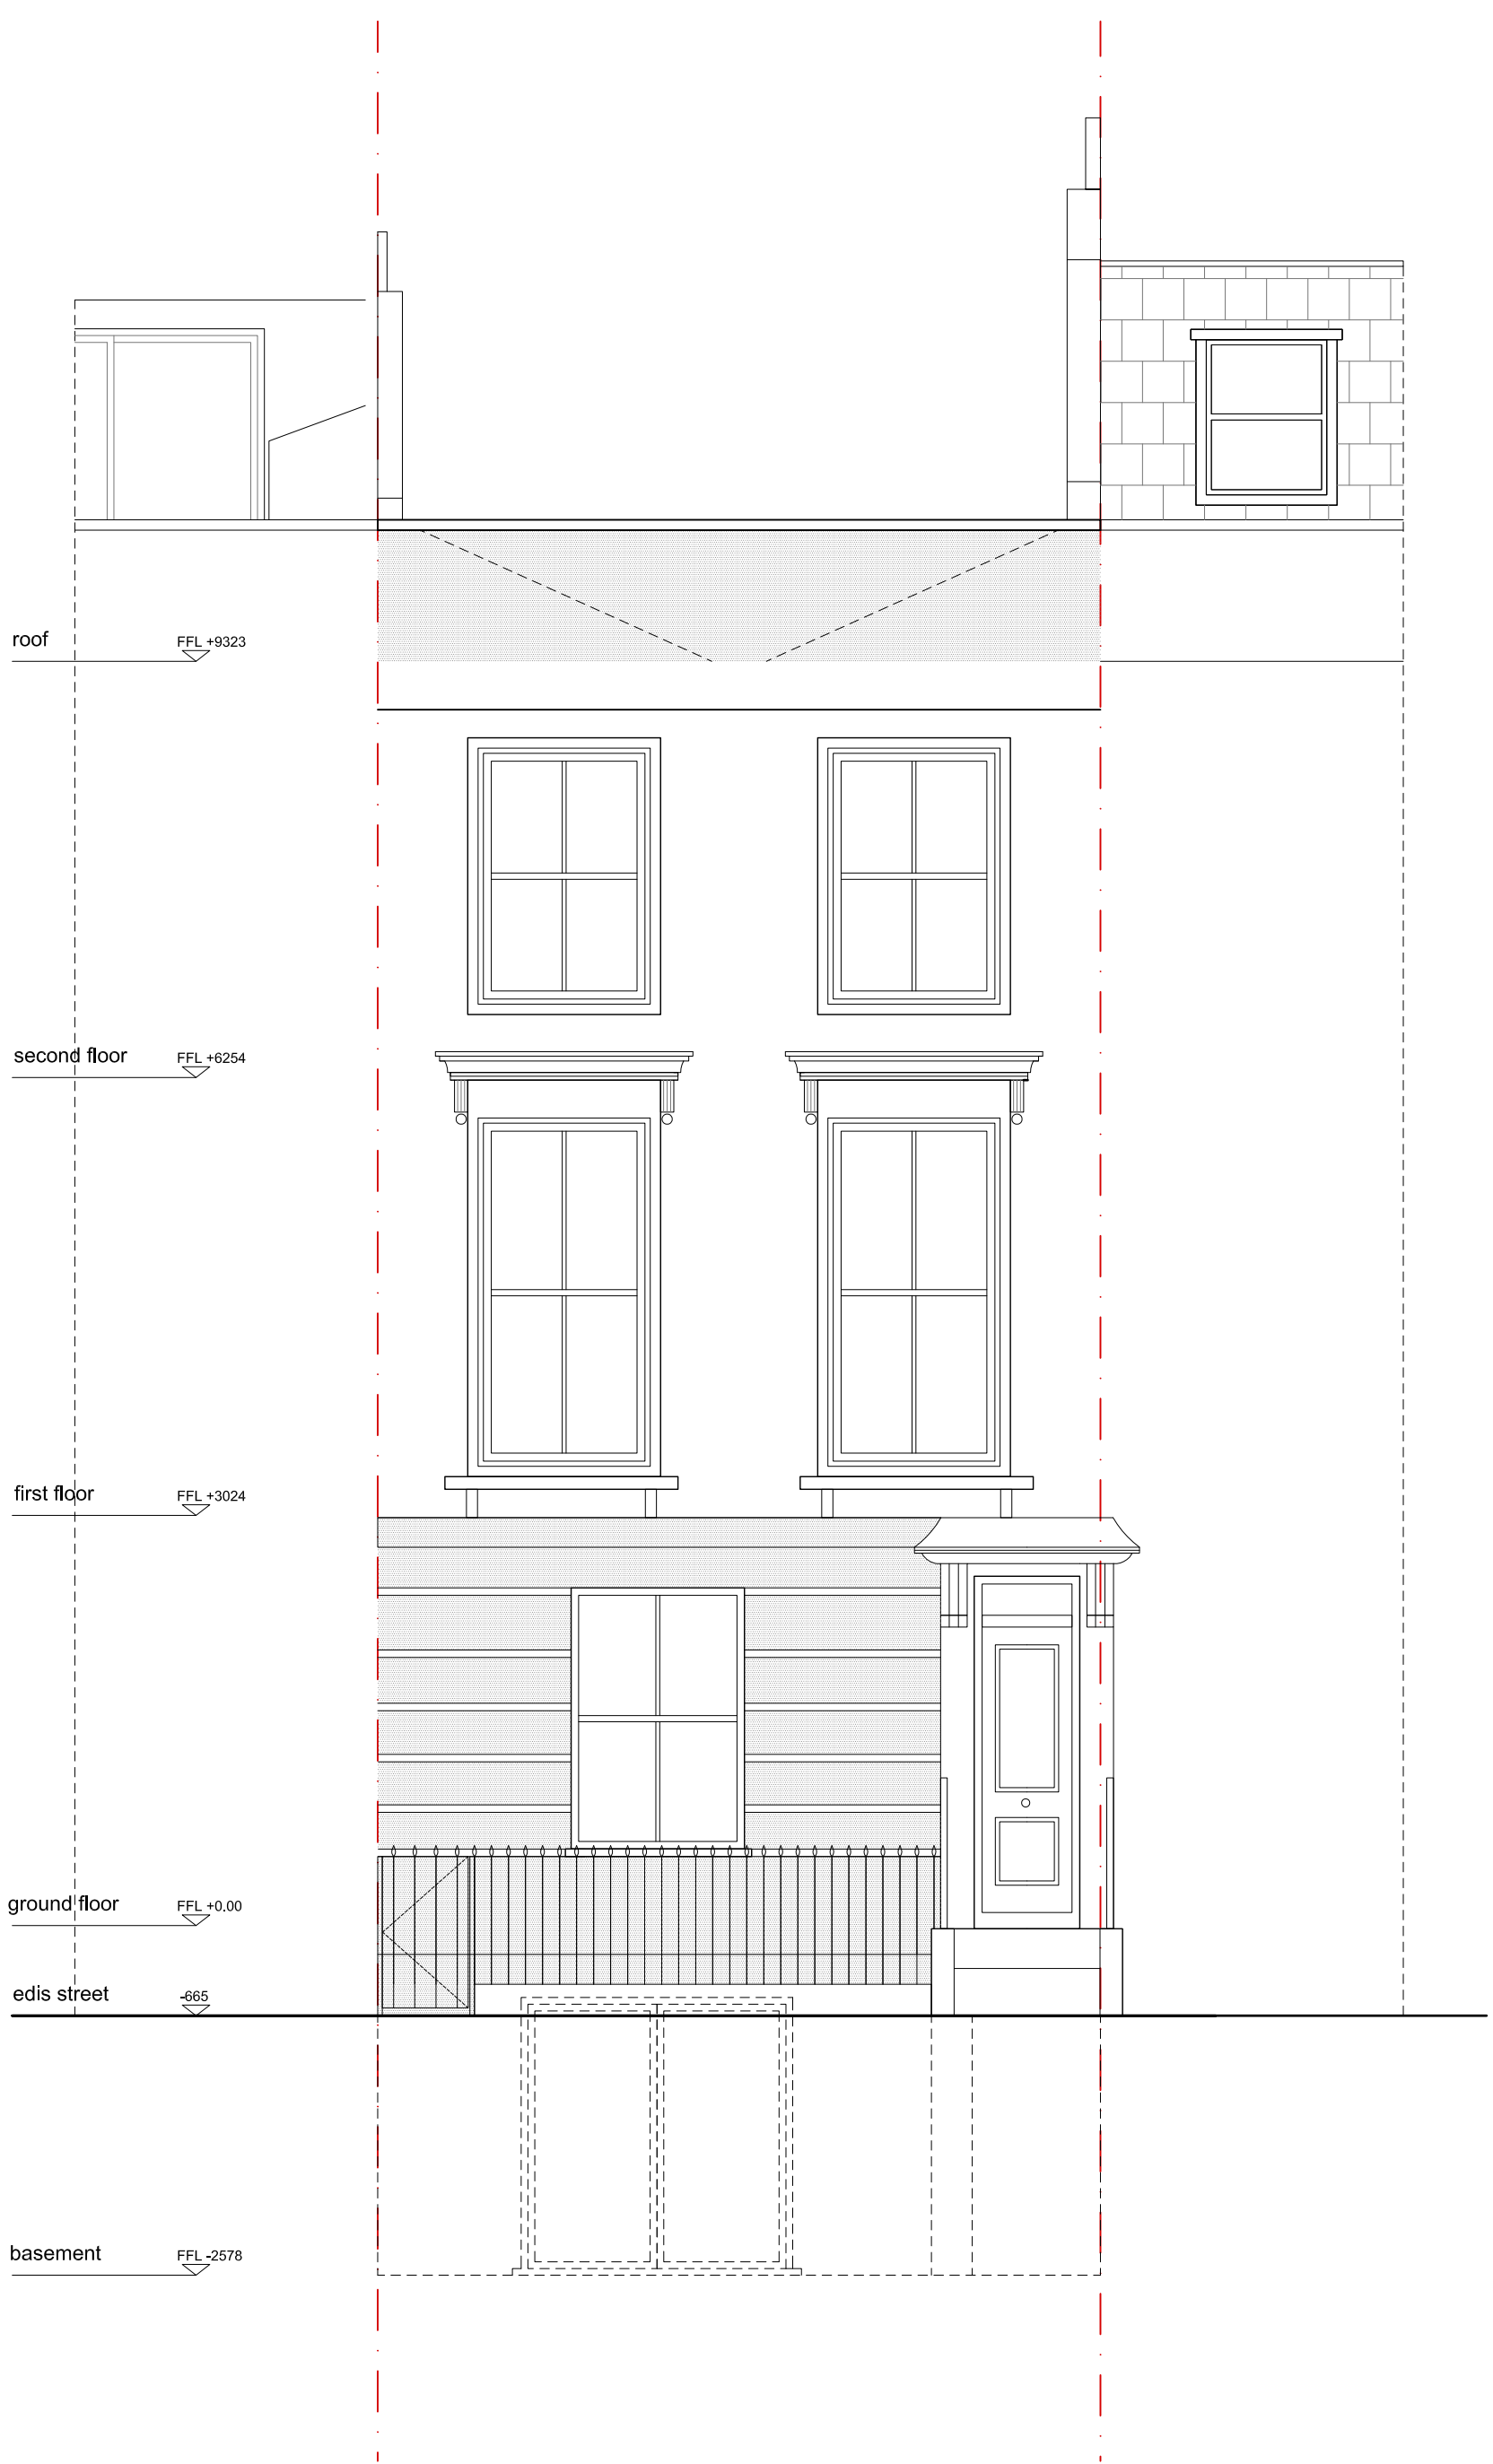 roof FFL +9323
second floor FFL +6254
first floor FFL +3024
ground floor FFL +0.00
edis street -665
basement FFL -2578